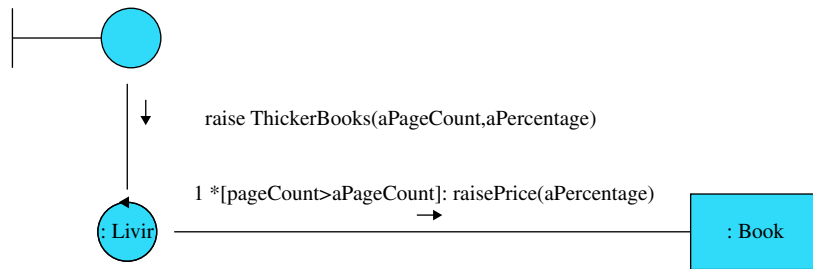 raise ThickerBooks(aPageCount,aPercentage)
1 *[pageCount>aPageCount]: raisePrice(aPercentage)
: Livir
: Book